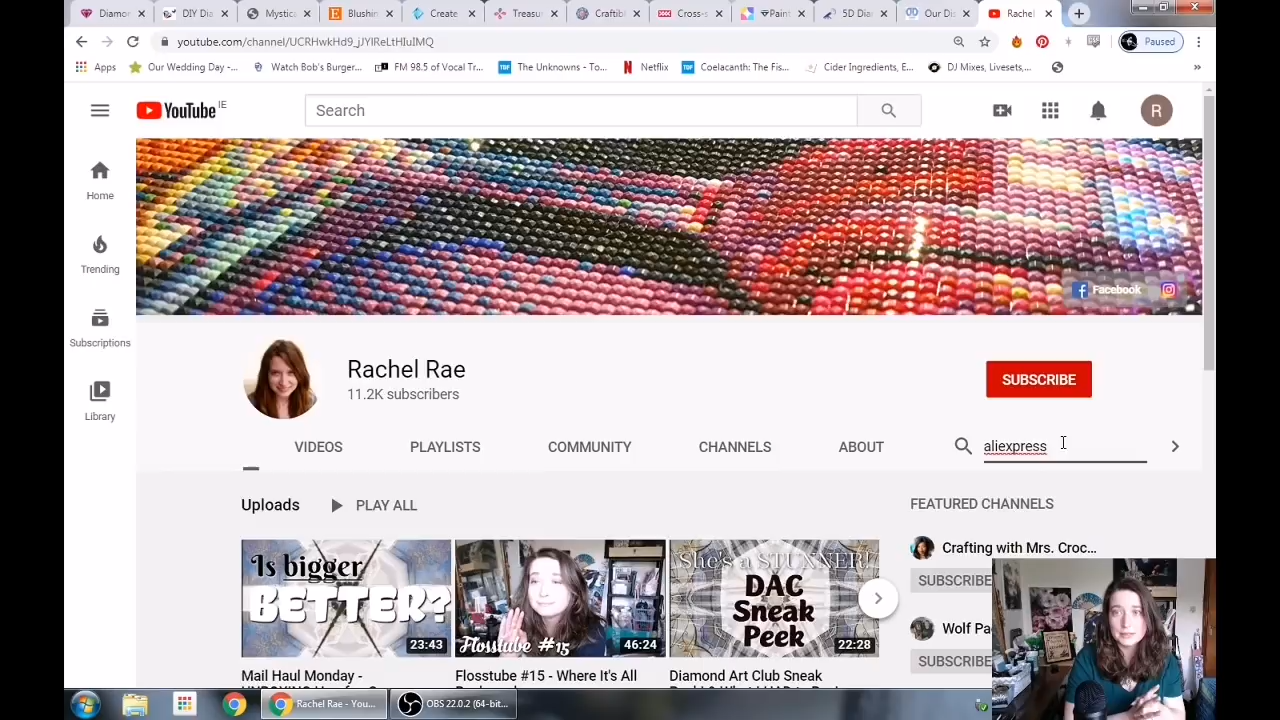 Diamo
DIY Dia
Mystic
Blushin
Create
Treasur
Craftibl
Cross-s
Paint
5D Diar
Our Dis
Rachel
youtube.com/channel/
Paused
Apps
Our Wedding Day -...
Watch Bob's Burger...
FM 98.5 of Vocal Tr...
The Unknowns - To...
Netflix
Coelacanth: The Fis...
Cider Ingredients, E...
DJ Mixes, Livesets,...
»
YouTube IE
Search
R
Home
Trending
Subscriptions
Library
Facebook
Rachel Rae
11.2K subscribers
SUBSCRIBE
VIDEOS
PLAYLISTS
COMMUNITY
CHANNELS
ABOUT
aliexpress
Uploads
PLAY ALL
FEATURED CHANNELS
Is bigger
BETTER?
23:43
Flosstube #15
46:24
She's a STUNNER!
DAC
Sneak
Peek
22:28
Crafting with Mrs. Croc...
SUBSCRIBE
Wolf Pa
SUBSCRIBE
Mail Haul Monday -
Flosstube #15 - Where It's All
Diamond Art Club Sneak
Rachel Rae - You...
OBS 22.0.2 (64-bit...